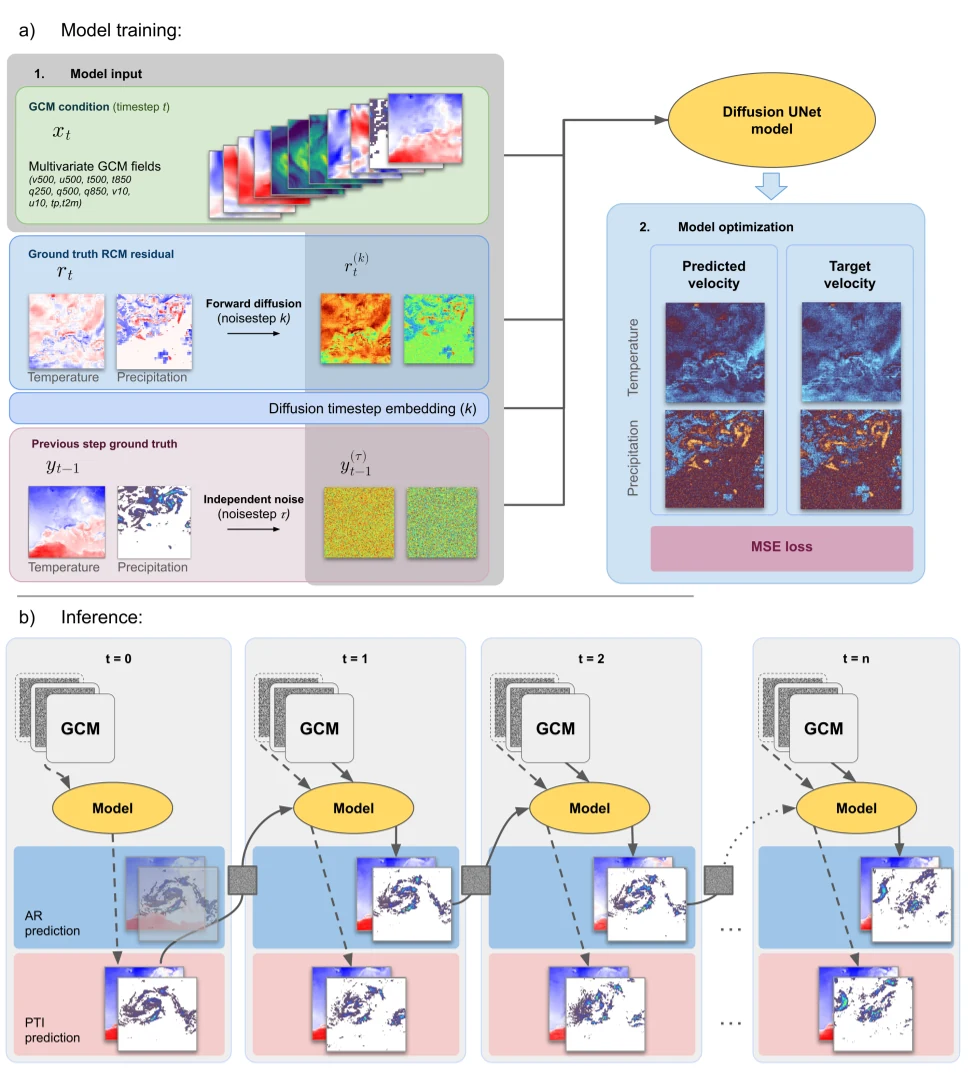 a) Model training:
1. Model input
GCM condition (timestep t)
x_t
Multivariate GCM fields
(v500, u500, t500, t850
q250, q500, q850, v10,
u10, tp,t2m)
Ground truth RCM residual
r_t
Temperature
Precipitation
Forward diffusion
(noisestep k)
r_t^(k)
Diffusion timestep embedding (k)
Previous step ground truth
y_{t−1}
Temperature
Precipitation
Independent noise
(noisestep τ)
y_{t−1}^(τ)
Diffusion UNet
model
2. Model optimization
Predicted
velocity
Target
velocity
Temperature
Precipitation
MSE loss
b) Inference:
t = 0
t = 1
t = 2
t = n
GCM
GCM
GCM
GCM
Model
Model
Model
Model
AR
prediction
...
PTI
prediction
...